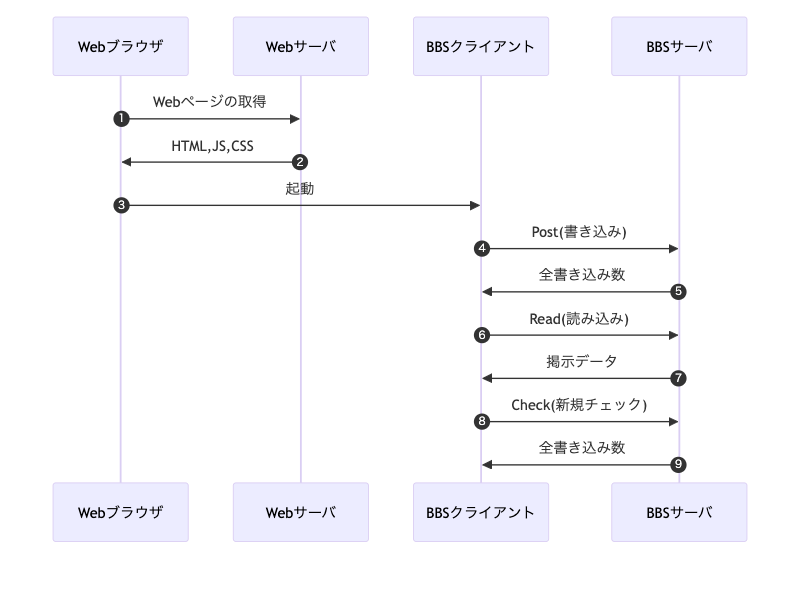 Webブラウザ
Webサーバ
BBSクライアント
BBSサーバ
Webページの取得
1
HTML,JS,CSS
2
起動
3
Post(書き込み)
4
全書き込み数
5
Read(読み込み)
6
掲示データ
7
Check(新規チェック)
8
全書き込み数
9
Webブラウザ
Webサーバ
BBSクライアント
BBSサーバ